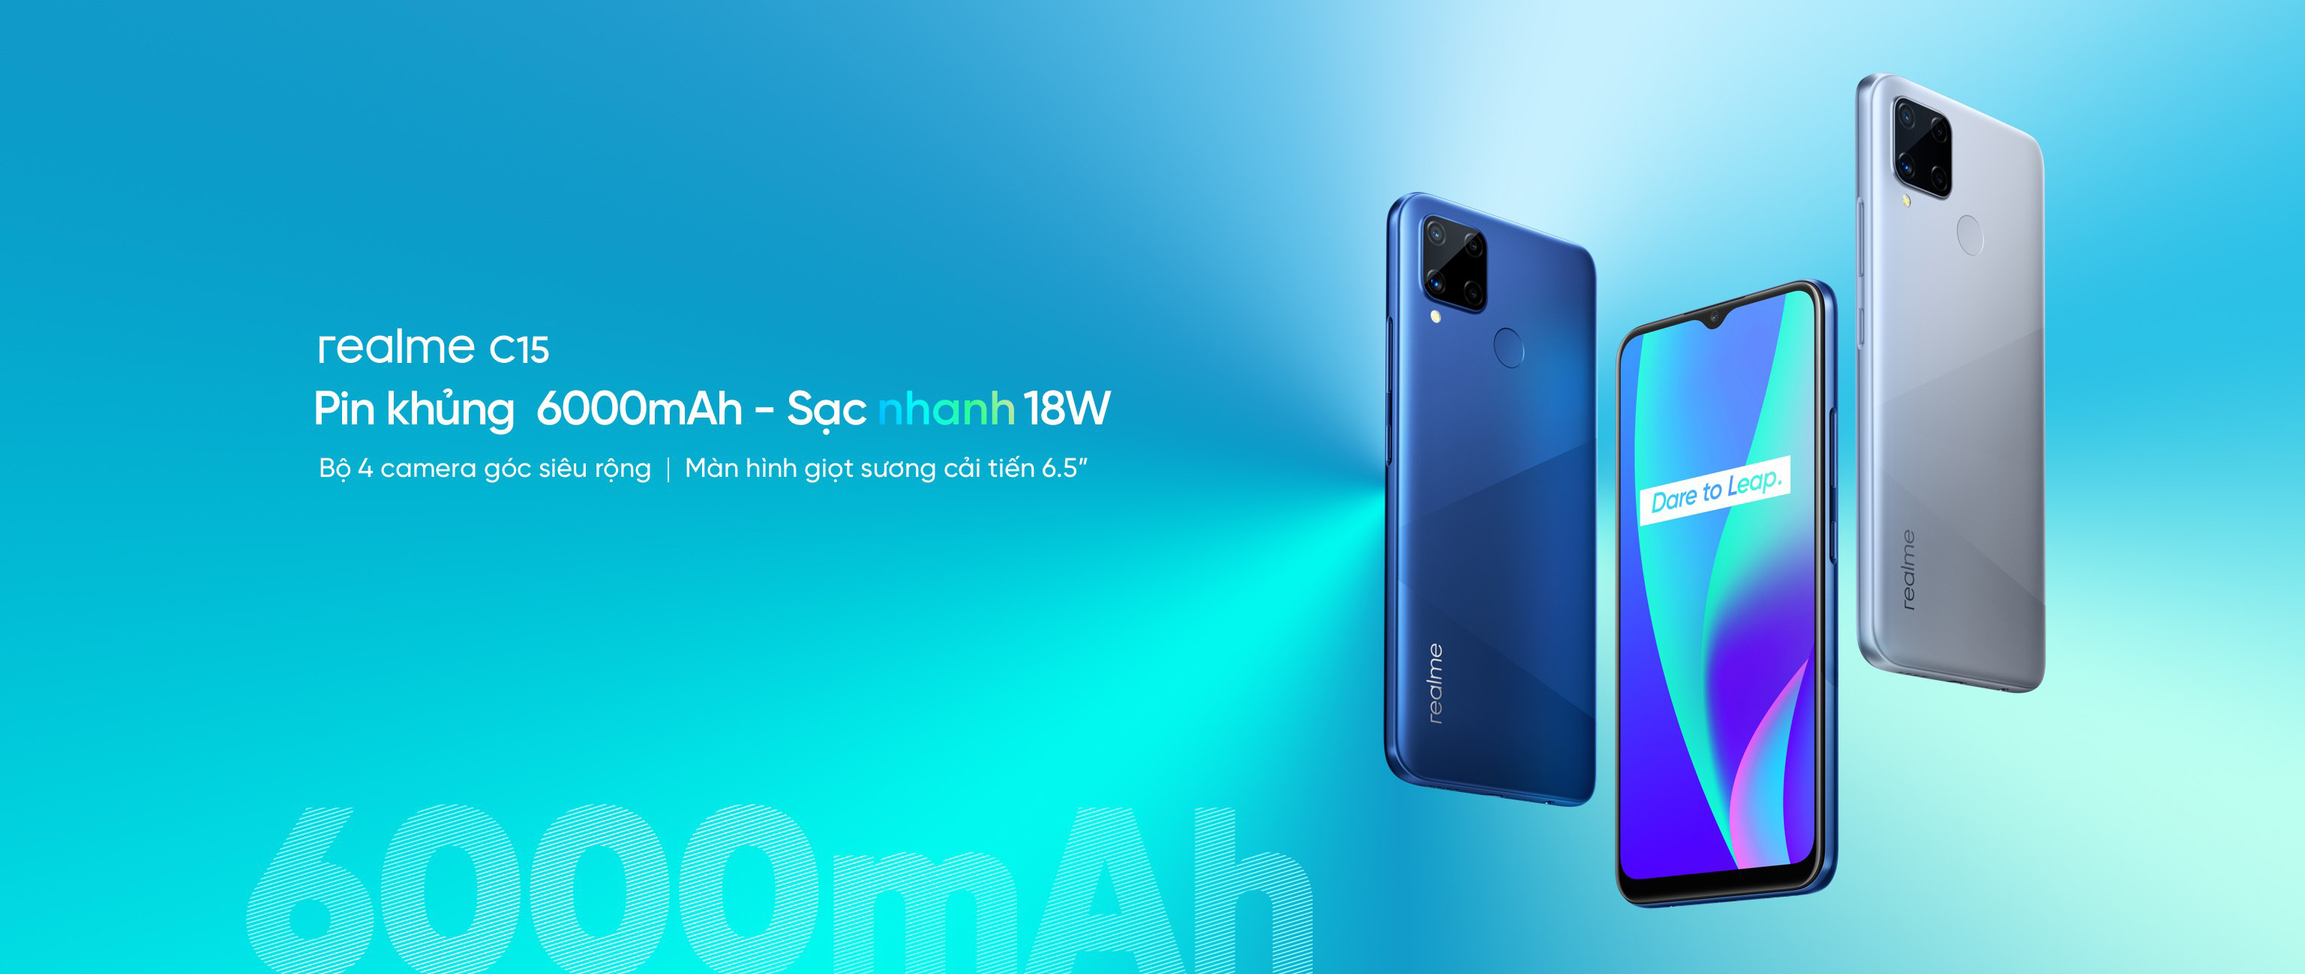 realme C15
Pin khủng 6000mAh - Sạc nhanh 18W
Bộ 4 camera góc siêu rộng | Màn hình giọt sương cải tiến 6.5”
6000mAh
realme
Dare to Leap.
realme